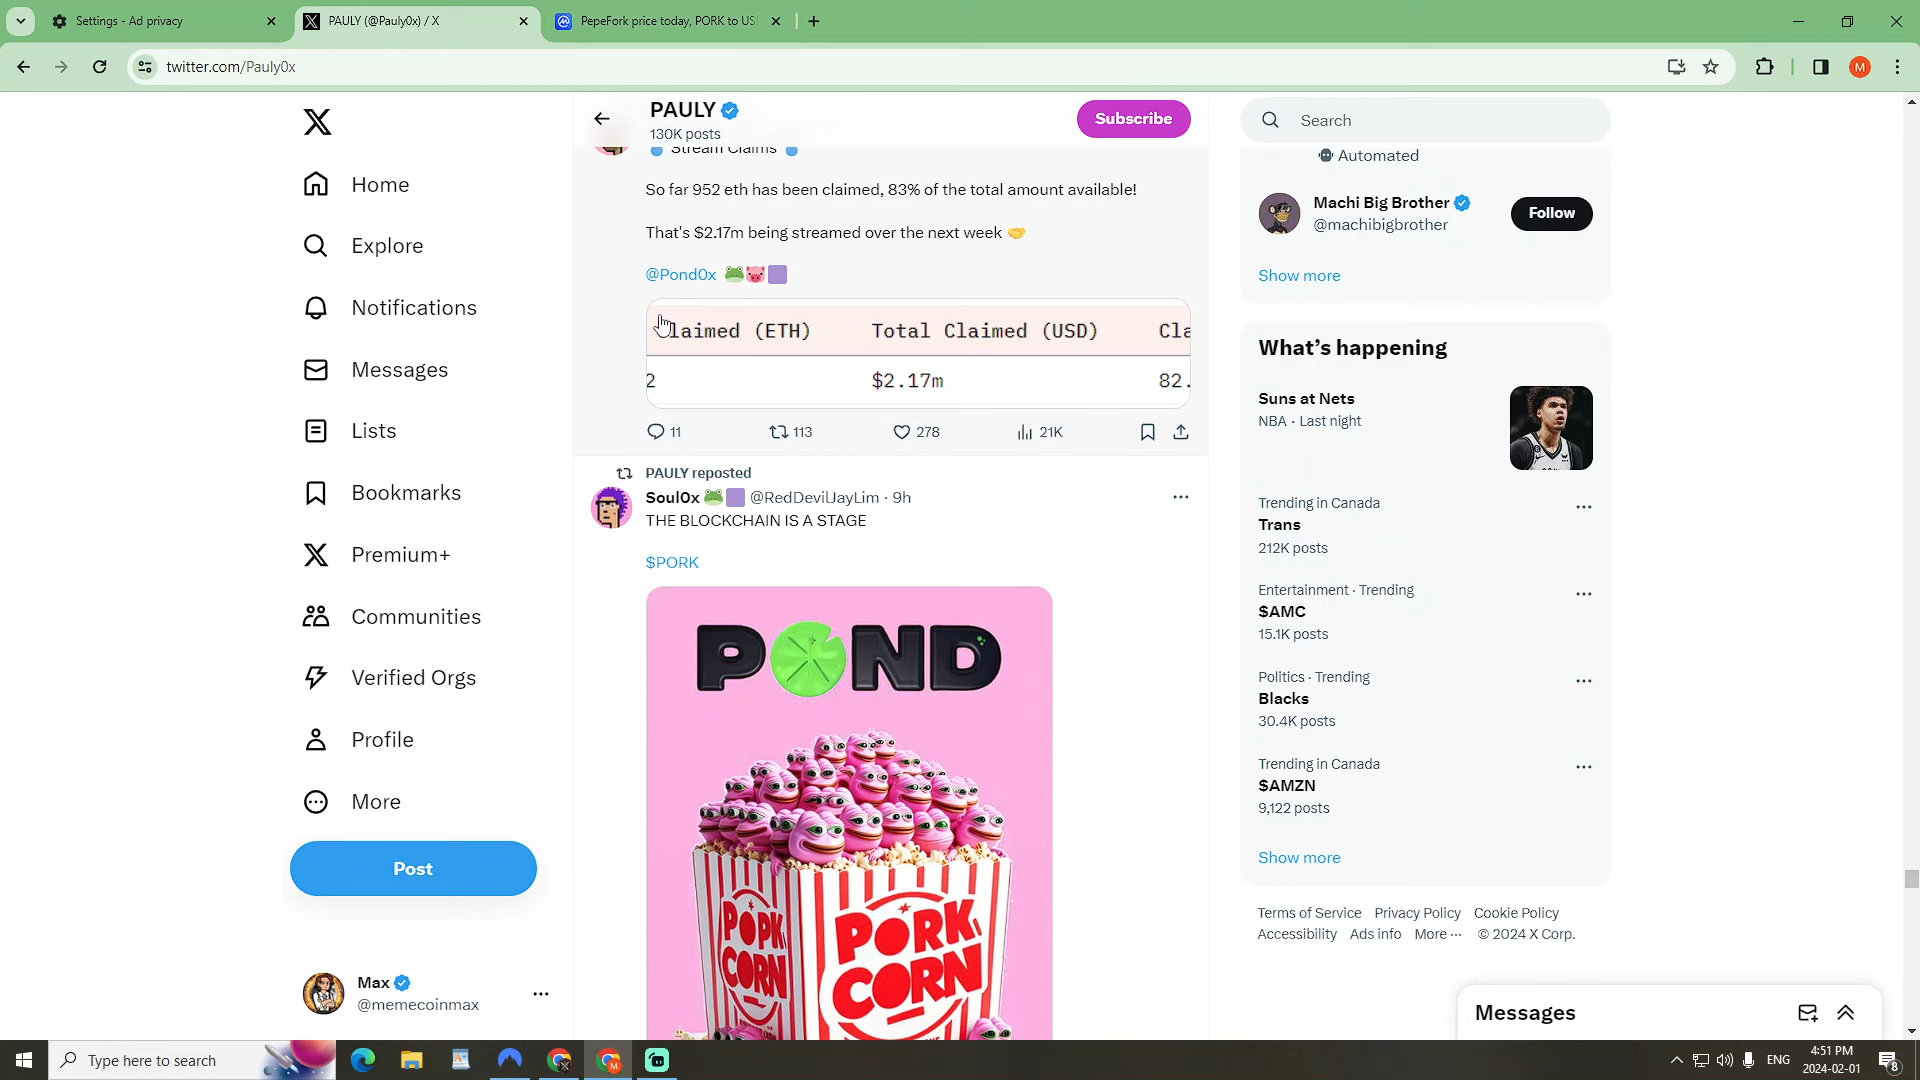 Settings - Ad privacy
PAULY (@Pauly0x) / X
PepeFork price today, PORK to US
twitter.com/Pauly0x
M
Home
Explore
Notifications
Messages
Lists
Bookmarks
Premium+
Communities
Verified Orgs
Profile
More
Post
Max
@memecoinmax
PAULY
130K posts
Subscribe
Stream Claims
So far 952 eth has been claimed, 83% of the total amount available!
That's $2.17m being streamed over the next week
@Pond0x
Claimed (ETH) Total Claimed (USD) Cla
2 $2.17m 82.
11 113 278 21K
PAULY reposted
Soul0x @RedDevilJayLim · 9h
THE BLOCKCHAIN IS A STAGE
$PORK
POND
PORK
CORN
PORK
CORN
Search
Automated
Machi Big Brother
@machibigbrother
Follow
Show more
What's happening
Suns at Nets
NBA · Last night
Trending in Canada
Trans
212K posts
Entertainment · Trending
$AMC
15.1K posts
Politics · Trending
Blacks
30.4K posts
Trending in Canada
$AMZN
9,122 posts
Show more
Terms of Service Privacy Policy Cookie Policy
Accessibility Ads info More ··· © 2024 X Corp.
Messages
Type here to search
ENG
4:51 PM
2024-02-01
8